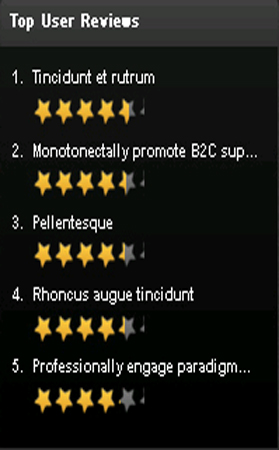 Top User Reviews
1. Tincidunt et rutrum
2. Monotonectally promote B2C sup...
3. Pellentesque
4. Rhoncus augue tincidunt
5. Professionally engage paradigm...